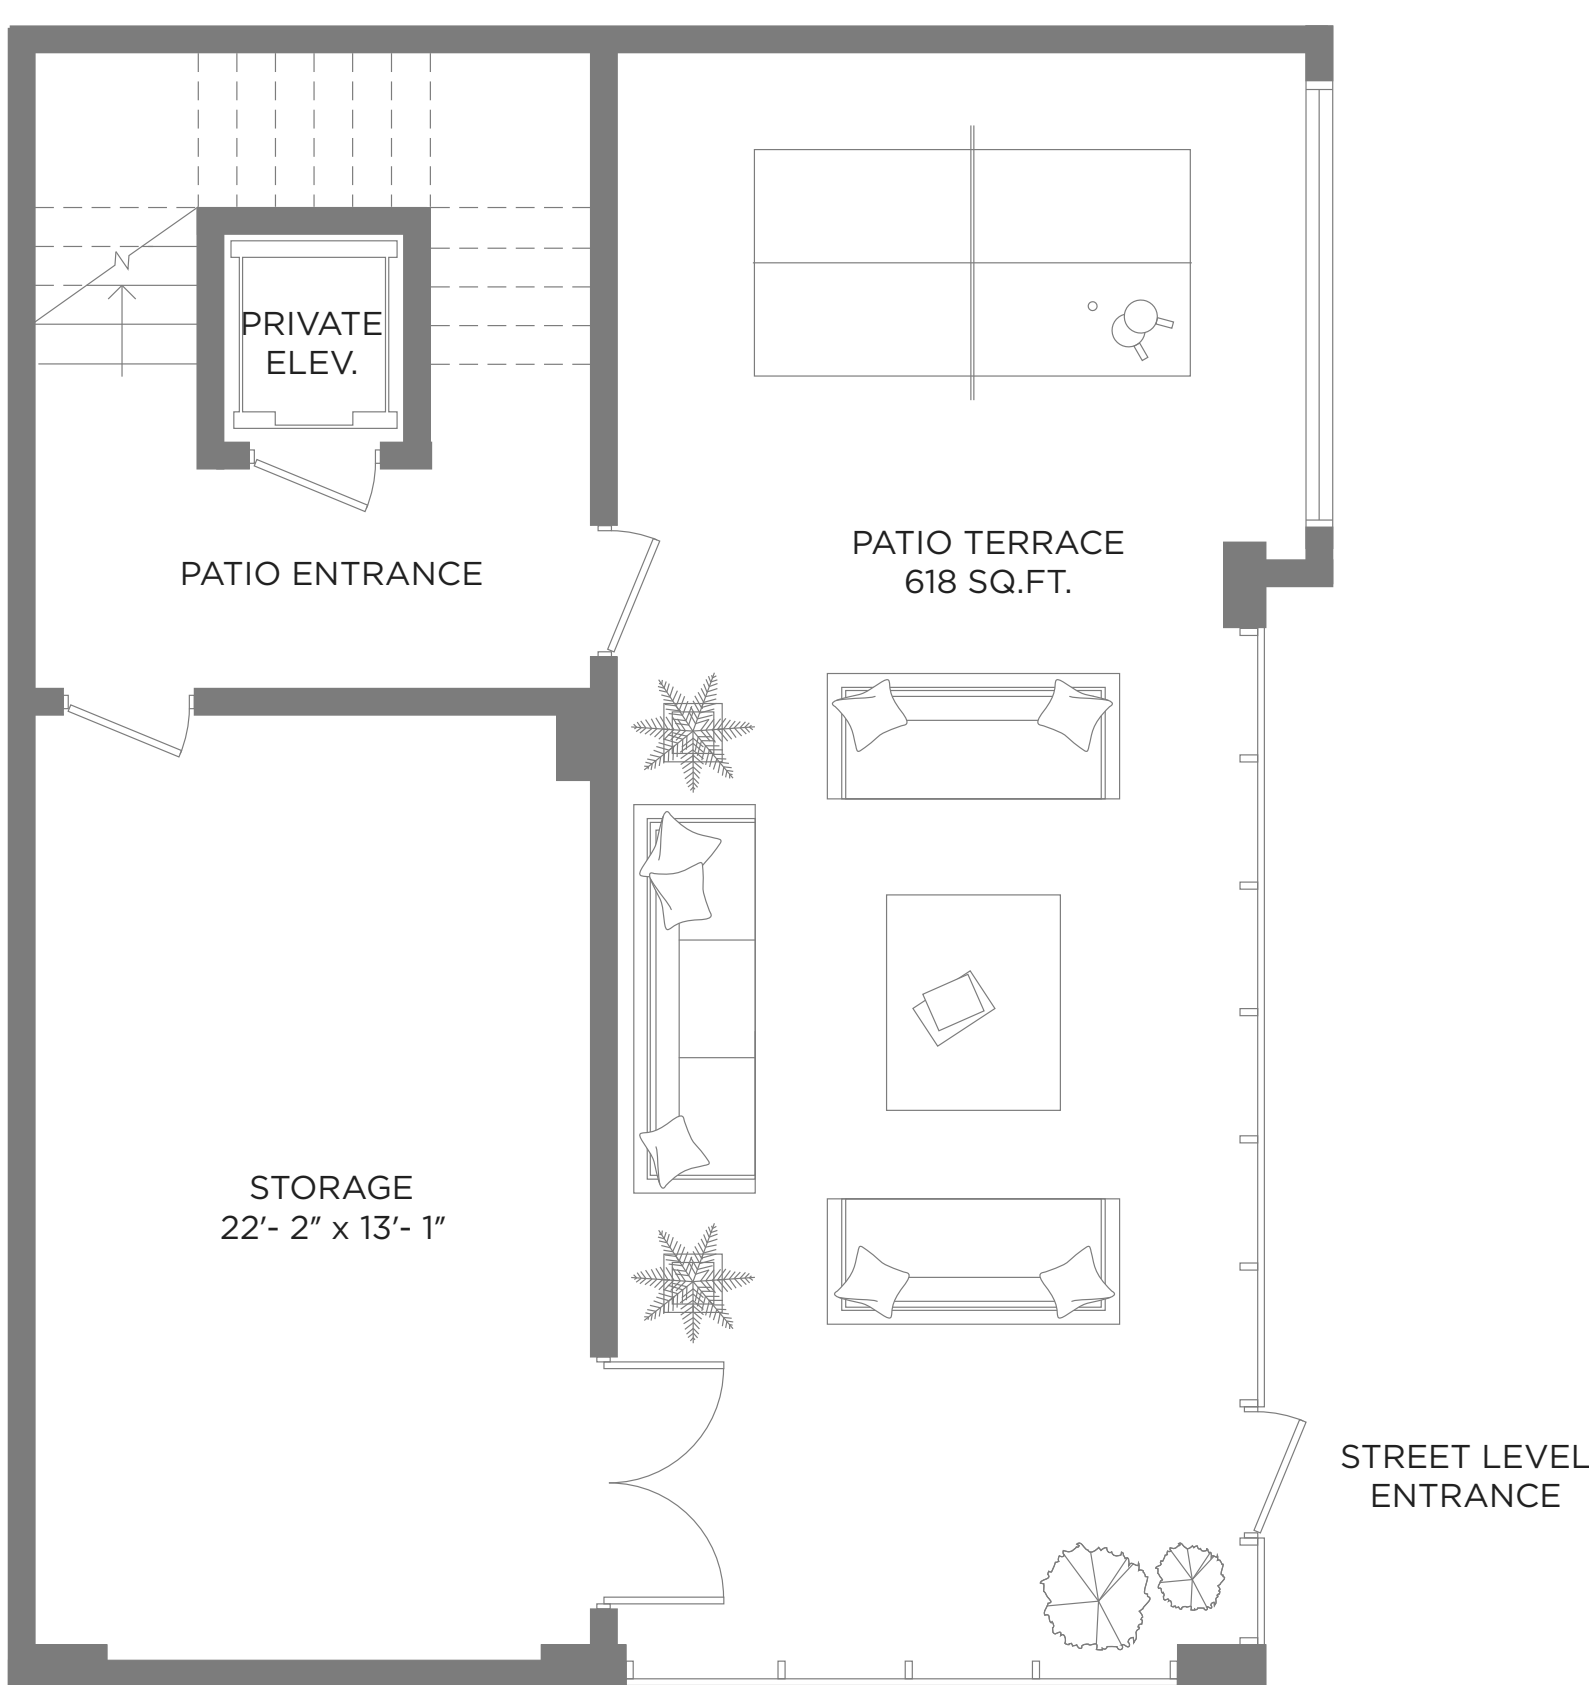 PRIVATE
ELEV.
PATIO ENTRANCE
PATIO TERRACE
618 SQ.FT.
STORAGE
22'- 2" x 13'- 1"
STREET LEVEL
ENTRANCE